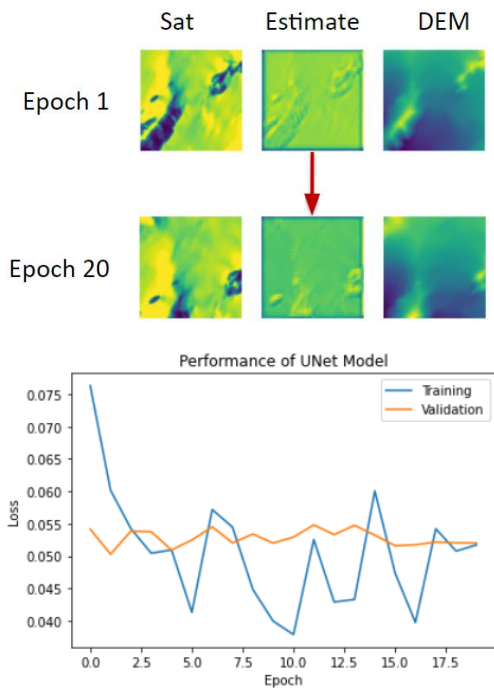 Sat Estimate DEM
Epoch 1
Epoch 20
Performance of UNet Model
Training
Validation
0.075
0.070
0.065
0.060
0.055
0.050
0.045
0.040
Loss
0.0 2.5 5.0 7.5 10.0 12.5 15.0 17.5
Epoch